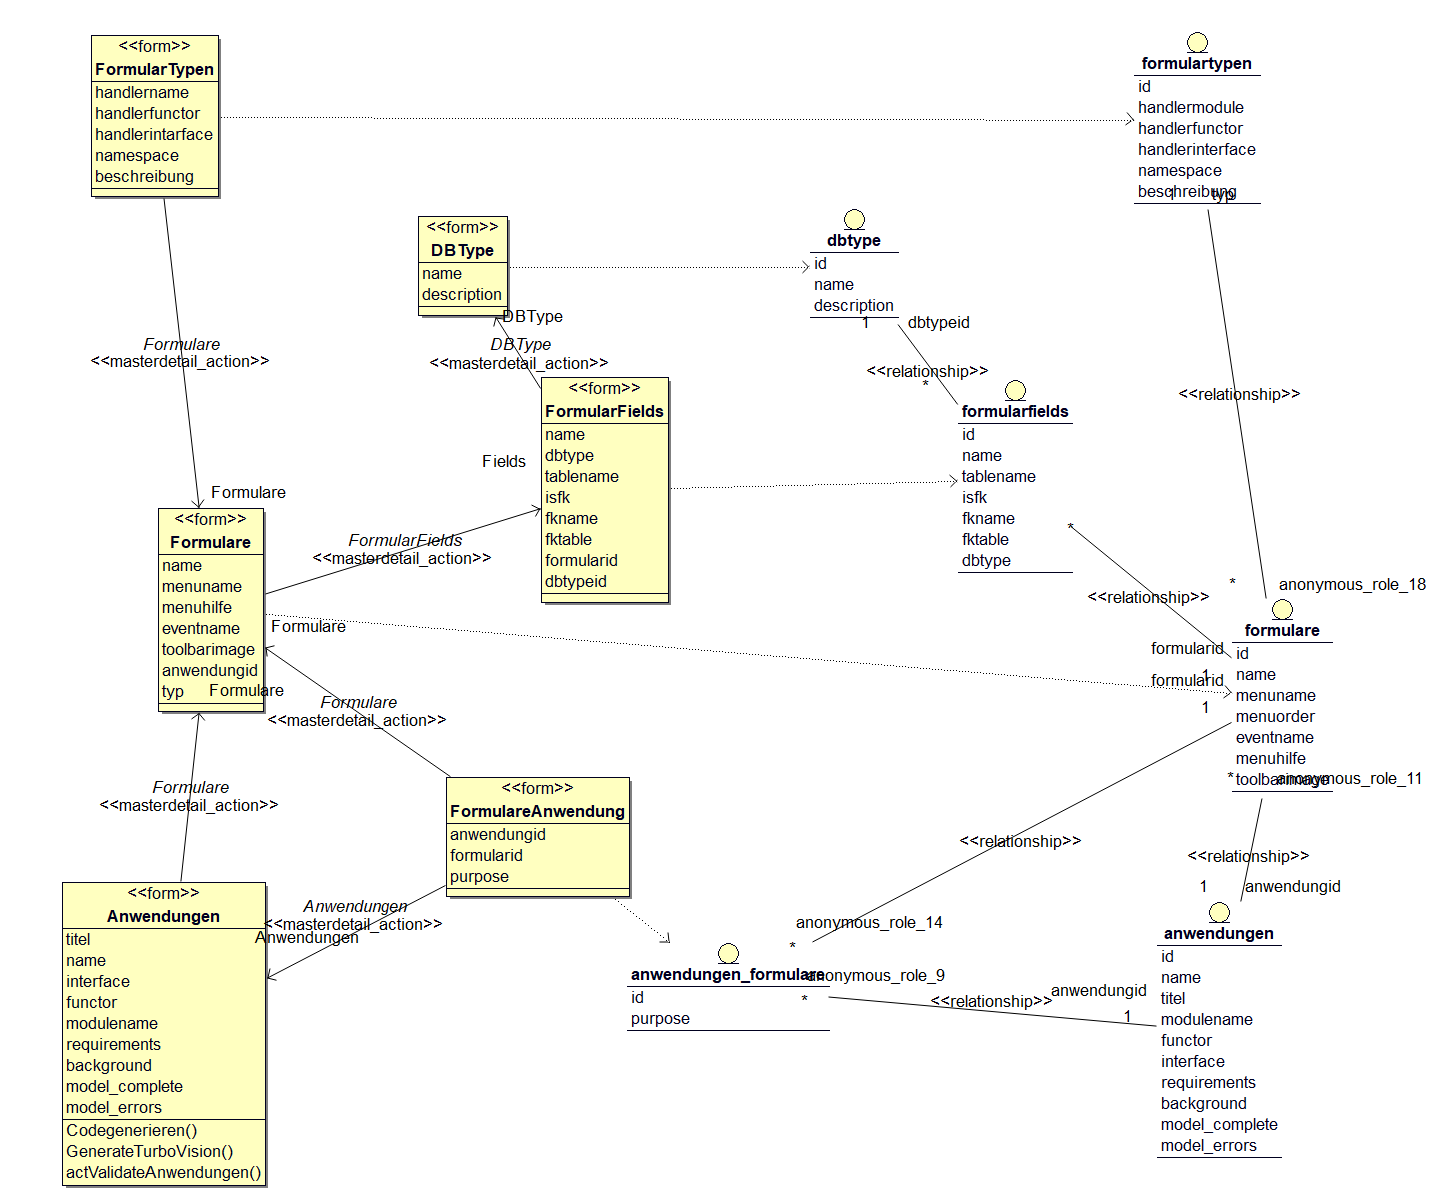 <<form>>
FormularTypen
handlername
handlerfunctor
handlerintarface
namespace
beschreibung
formulartypen
id
handlermodule
handlerfunctor
handlerinterface
namespace
beschreibung
1
typ
<<form>>
DBType
name
description
dbtype
id
name
description
1
dbtypeid
DBType
DBType
<<masterdetail_action>>
Formulare
<<masterdetail_action>>
<<relationship>>
*
<<relationship>>
<<form>>
FormularFields
name
dbtype
tablename
isfk
fkname
fktable
formularid
dbtypeid
formularfields
id
name
tablename
isfk
fkname
fktable
dbtype
*
Fields
Formulare
<<form>>
Formulare
name
menuname
menuhilfe
eventname
toolbarimage
anwendungid
typ
FormularFields
<<masterdetail_action>>
Formulare
Formulare
Formulare
<<masterdetail_action>>
<<relationship>>
*
anonymous_role_18
formulare
id
name
menuname
menuorder
eventname
menuhilfe
toolbarimage
formularid
1
formularid
1
*
anonymous_role_11
Formulare
<<masterdetail_action>>
<<form>>
FormulareAnwendung
anwendungid
formularid
purpose
<<relationship>>
<<relationship>>
1
anwendungid
<<form>>
Anwendungen
titel
name
interface
functor
modulename
requirements
background
model_complete
model_errors
Codegenerieren()
GenerateTurboVision()
actValidateAnwendungen()
Anwendungen
<<masterdetail_action>>
Anwendungen
anonymous_role_14
*
anwendungen_formulare
id
purpose
anonymous_role_9
*
<<relationship>>
anwendungid
1
anwendungen
id
name
titel
modulename
functor
interface
requirements
background
model_complete
model_errors